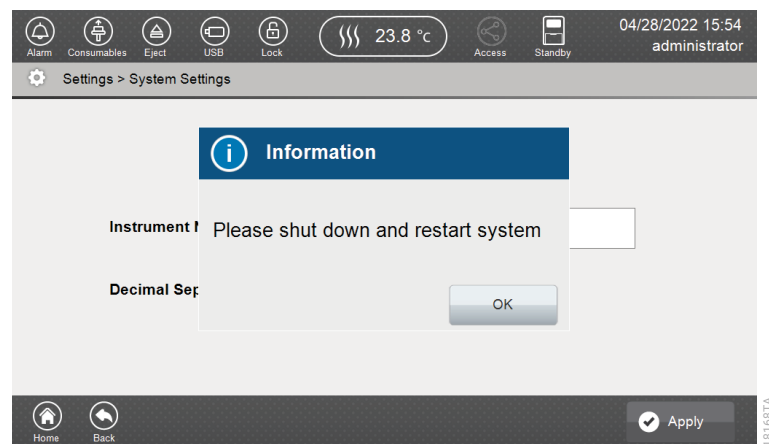 04/28/2022 15:54
administrator
Alarm
Consumables
Eject
USB
Lock
23.8 °c
Access
Standby
Settings > System Settings
Information
Please shut down and restart system
Instrument
Decimal Sep
OK
Home
Back
Apply